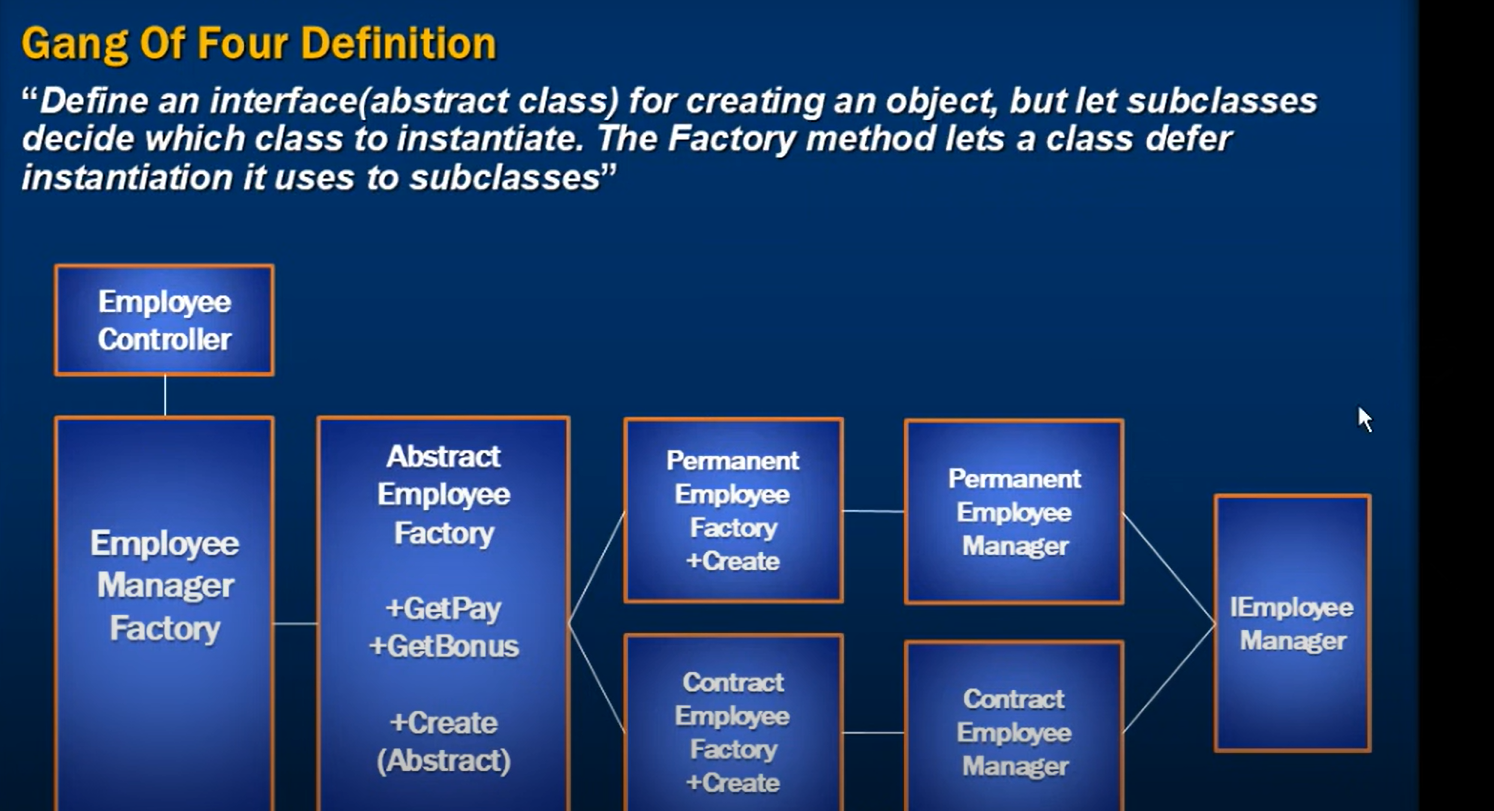 Gang Of Four Definition
“Define an interface(abstract class) for creating an object, but let subclasses
decide which class to instantiate. The Factory method lets a class defer
instantiation it uses to subclasses”
Employee
Controller
Employee
Manager
Factory
Abstract
Employee
Factory
+GetPay
+GetBonus
+Create
(Abstract)
Permanent
Employee
Factory
+Create
Permanent
Employee
Manager
Contract
Employee
Factory
+Create
Contract
Employee
Manager
IEmployee
Manager